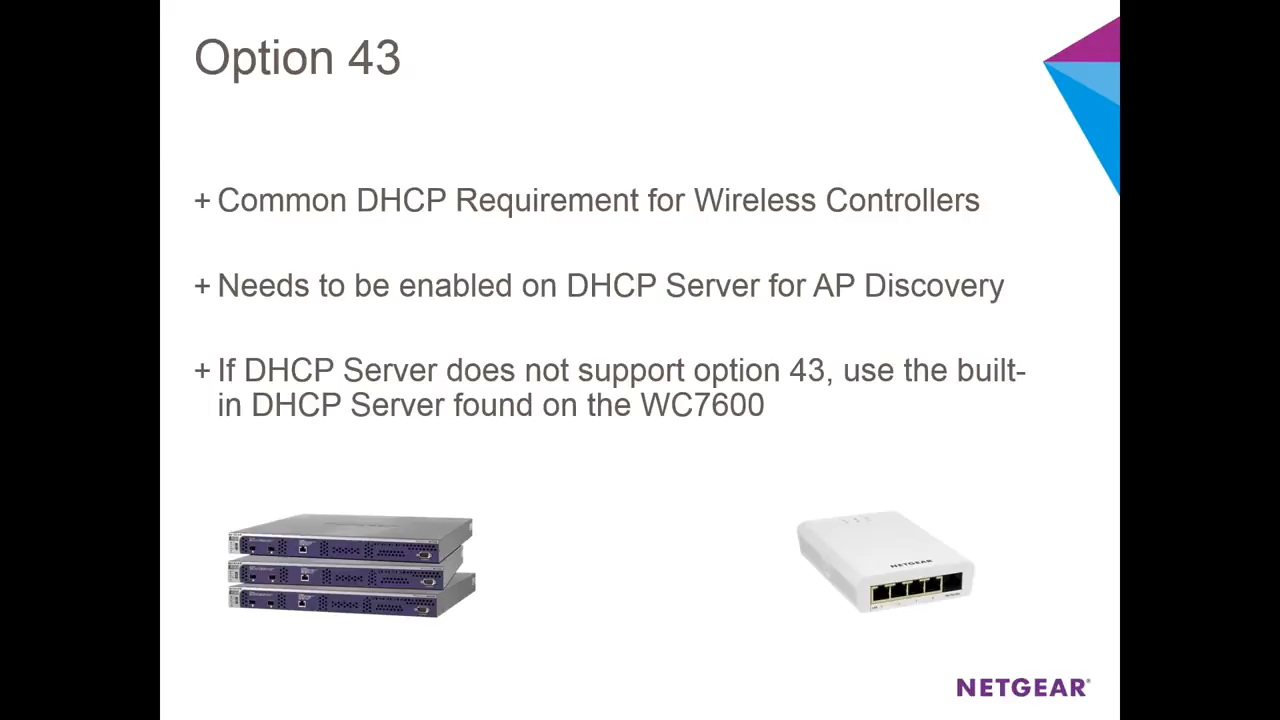 Option 43
+ Common DHCP Requirement for Wireless Controllers
+ Needs to be enabled on DHCP Server for AP Discovery
+ If DHCP Server does not support option 43, use the built-
in DHCP Server found on the WC7600
NETGEAR
NETGEAR®